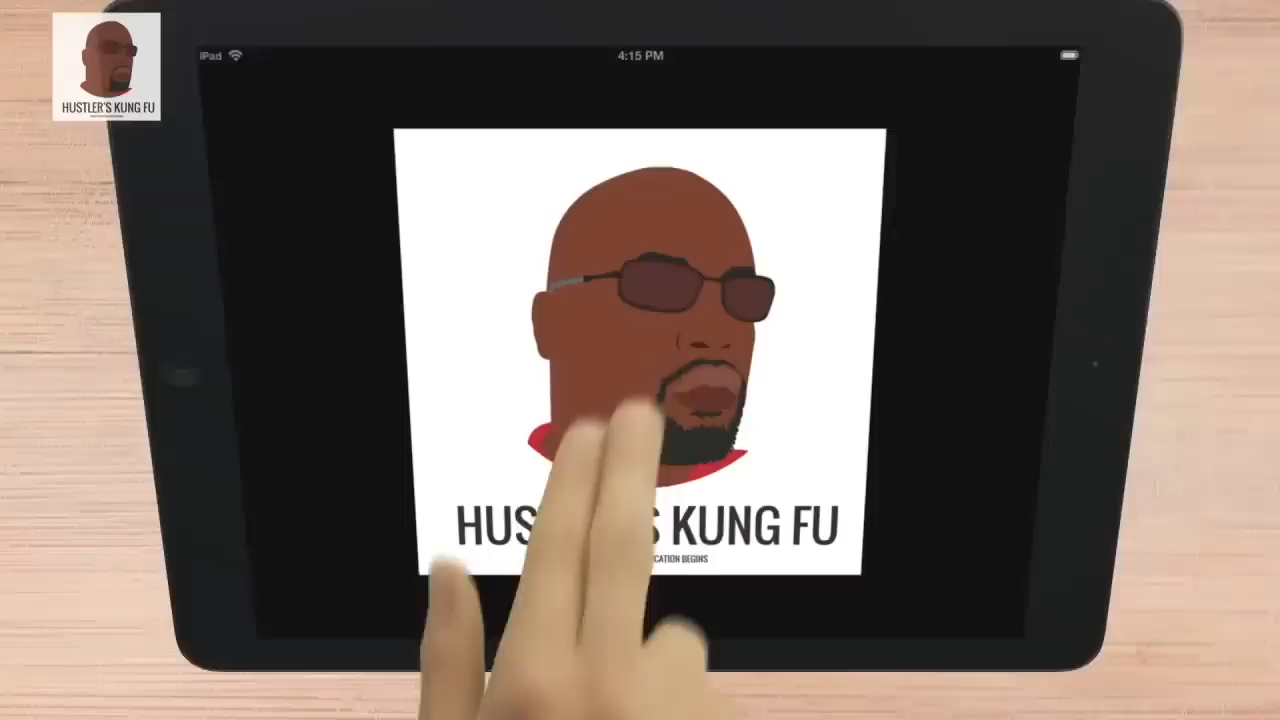 iPad
4:15 PM
HUSTLER'S KUNG FU
HUS S KUNG FU
CATION BEGINS